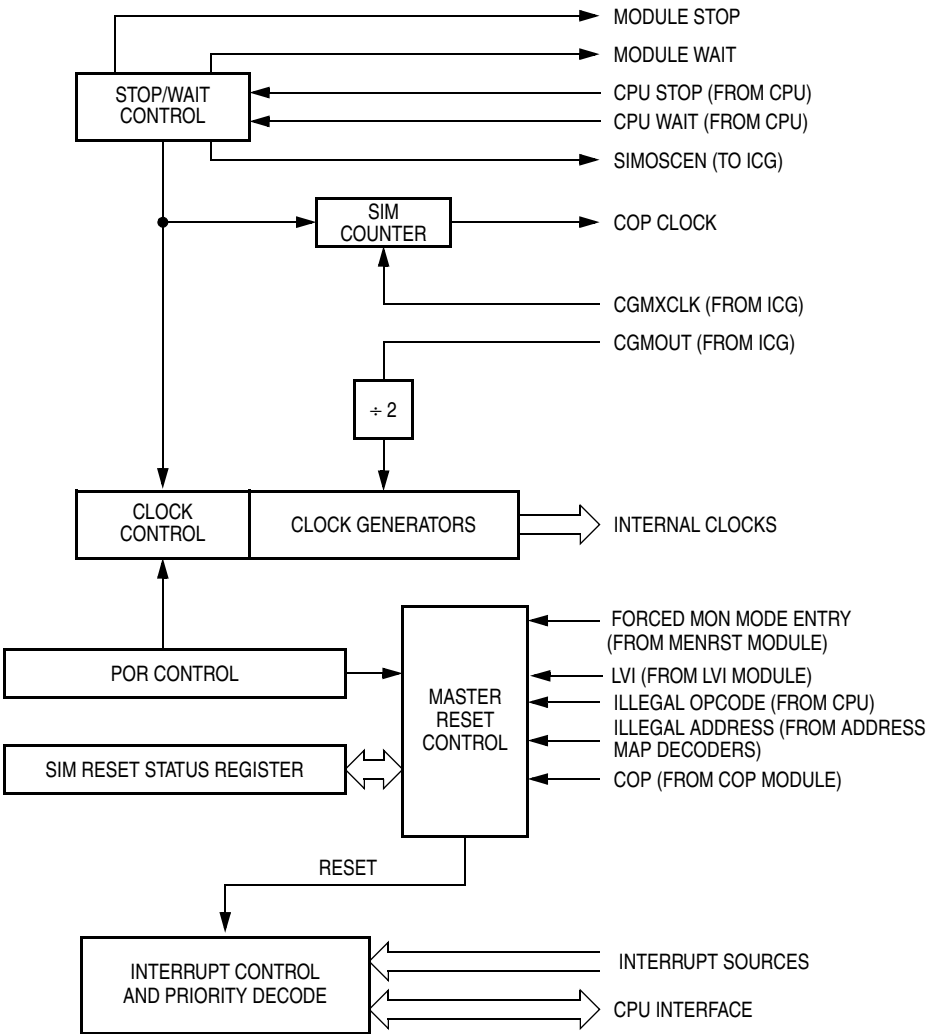 MODULE STOP
MODULE WAIT
STOP/WAIT
CONTROL
CPU STOP (FROM CPU)
CPU WAIT (FROM CPU)
SIMOSCEN (TO ICG)
SIM
COUNTER
COP CLOCK
CGMXCLK (FROM ICG)
CGMOUT (FROM ICG)
÷ 2
CLOCK
CONTROL
CLOCK GENERATORS
INTERNAL CLOCKS
FORCED MON MODE ENTRY
(FROM MENRST MODULE)
POR CONTROL
LVI (FROM LVI MODULE)
MASTER
RESET
CONTROL
ILLEGAL OPCODE (FROM CPU)
ILLEGAL ADDRESS (FROM ADDRESS
MAP DECODERS)
SIM RESET STATUS REGISTER
COP (FROM COP MODULE)
RESET
INTERRUPT CONTROL
AND PRIORITY DECODE
INTERRUPT SOURCES
CPU INTERFACE